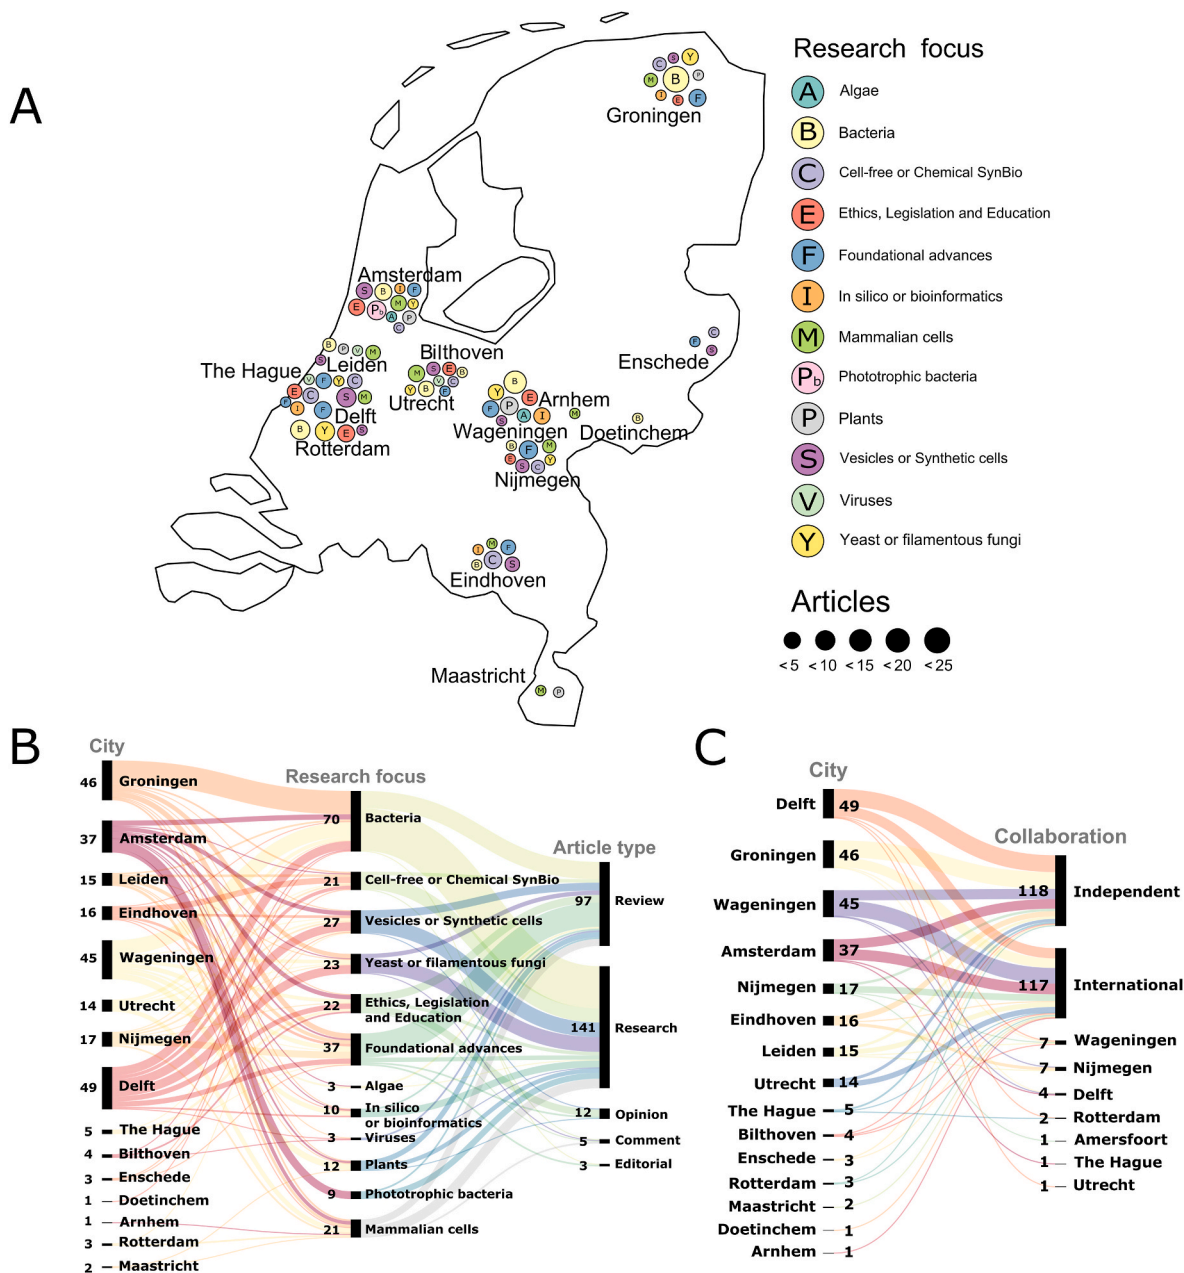 A
Groningen
Amsterdam
Leiden
The Hague
Delft
Rotterdam
Bilthoven
Utrecht
Arnhem
Wageningen
Doetinchem
Nijmegen
Enschede
Eindhoven
Maastricht
Research focus
A Algae
B Bacteria
C Cell-free or Chemical SynBio
E Ethics, Legislation and Education
F Foundational advances
I In silico or bioinformatics
M Mammalian cells
Pb Phototrophic bacteria
P Plants
S Vesicles or Synthetic cells
V Viruses
Y Yeast or filamentous fungi
Articles
<5 <10 <15 <20 <25
B
City
46 Groningen
37 Amsterdam
15 Leiden
16 Eindhoven
45 Wageningen
14 Utrecht
17 Nijmegen
49 Delft
5 The Hague
4 Bilthoven
3 Enschede
1 Doetinchem
1 Arnhem
3 Rotterdam
2 Maastricht
Research focus
70 Bacteria
21 Cell-free or Chemical SynBio
27 Vesicles or Synthetic cells
23 Yeast or filamentous fungi
22 Ethics, Legislation
and Education
37 Foundational advances
3 Algae
10 In silico
or bioinformatics
3 Viruses
12 Plants
9 Phototrophic bacteria
21 Mammalian cells
Article type
97 Review
141 Research
12 Opinion
5 Comment
3 Editorial
C
City
Delft 49
Groningen 46
Wageningen 45
Amsterdam 37
Nijmegen 17
Eindhoven 16
Leiden 15
Utrecht 14
The Hague 5
Bilthoven 4
Enschede 3
Rotterdam 3
Maastricht 2
Doetinchem 1
Arnhem 1
Collaboration
118 Independent
117 International
7 Wageningen
7 Nijmegen
4 Delft
2 Rotterdam
1 Amersfoort
1 The Hague
1 Utrecht